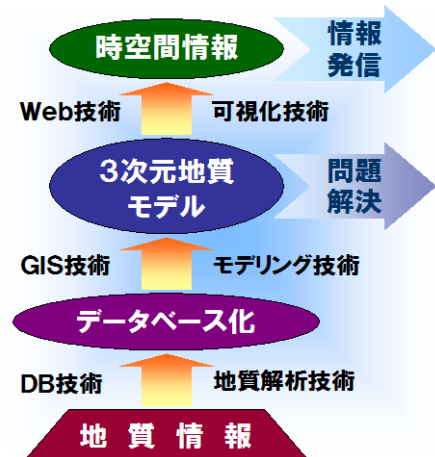 時空間情報
情報
発信
Web技術
可視化技術
3次元地質
モデル
問題
解決
GIS技術
モデリング技術
データベース化
DB技術
地質解析技術
地質情報